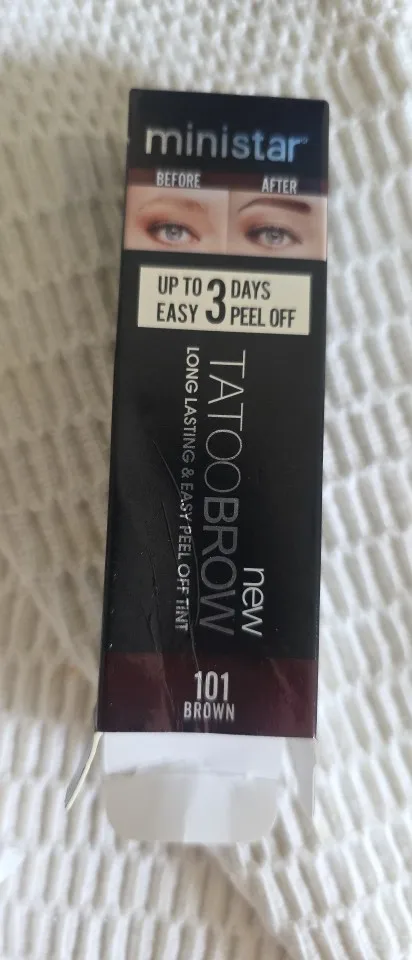 ministar
BEFORE
AFTER
UP TO 3 DAYS
EASY PEEL OFF
new
TATOOBROW
LONG LASTING & EASY PEEL OFF TINT
101
BROWN